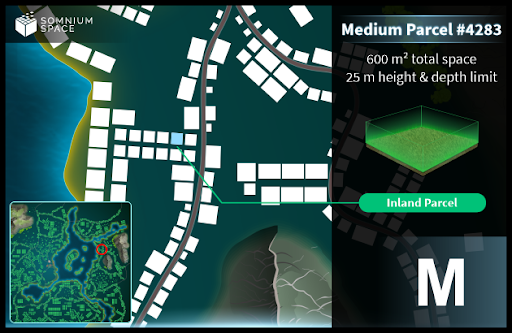 SOMNIUM
SPACE
Medium Parcel #4283
600 m² total space
25 m height & depth limit
Inland Parcel
M